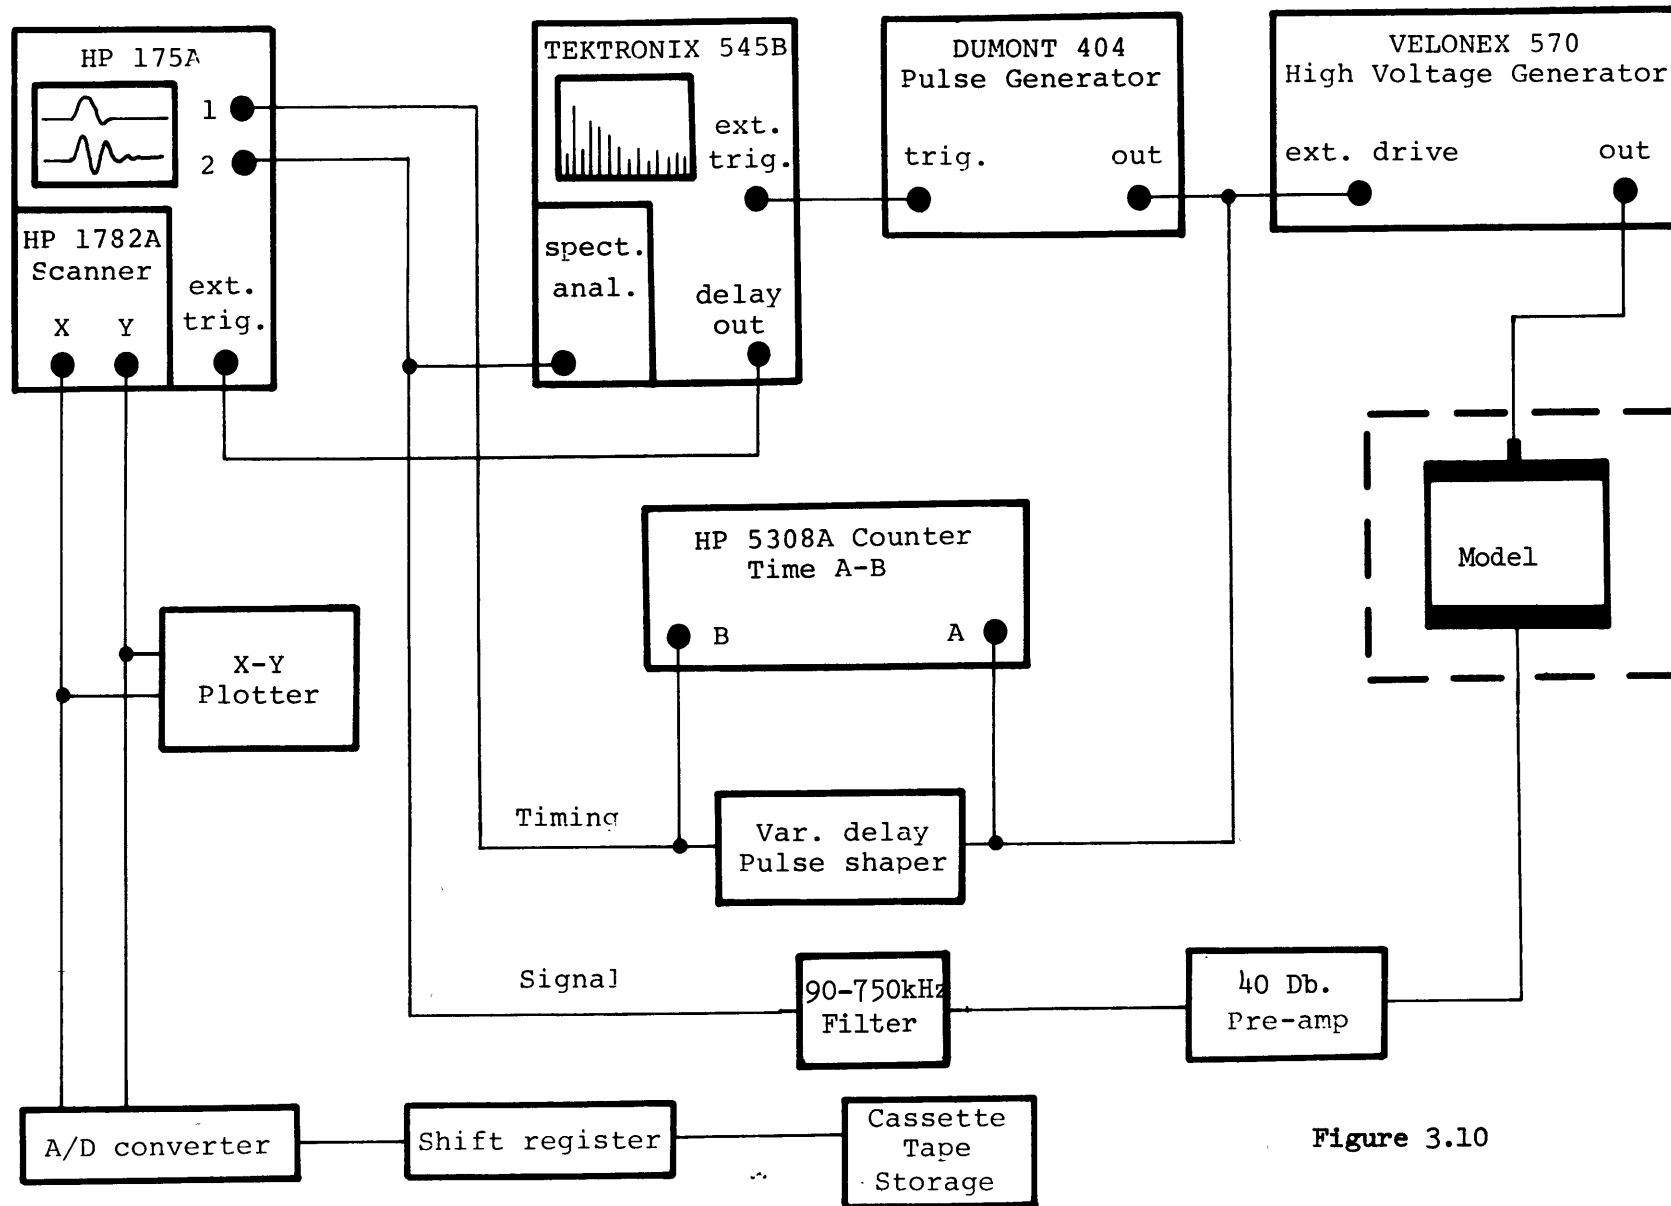 HP 175A
1
2
HP 1782A
Scanner
X Y
ext.
trig.
TEKTRONIX 545B
ext.
trig.
spect.
anal.
delay
out
DUMONT 404
Pulse Generator
trig. out
VELONEX 570
High Voltage Generator
ext. drive out
HP 5308A Counter
Time A-B
B A
Model
X-Y
Plotter
Timing
Var. delay
Pulse shaper
Signal
90-750kHz
Filter
40 Db.
Pre-amp
A/D converter
Shift register
Cassette
Tape
Storage
Figure 3.10